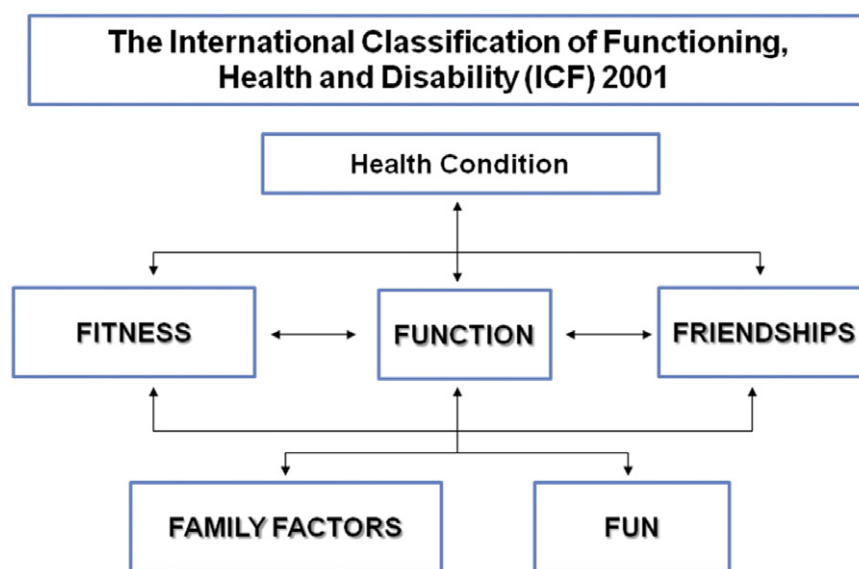 The International Classification of Functioning,
Health and Disability (ICF) 2001
Health Condition
FITNESS
FUNCTION
FRIENDSHIPS
FAMILY FACTORS
FUN